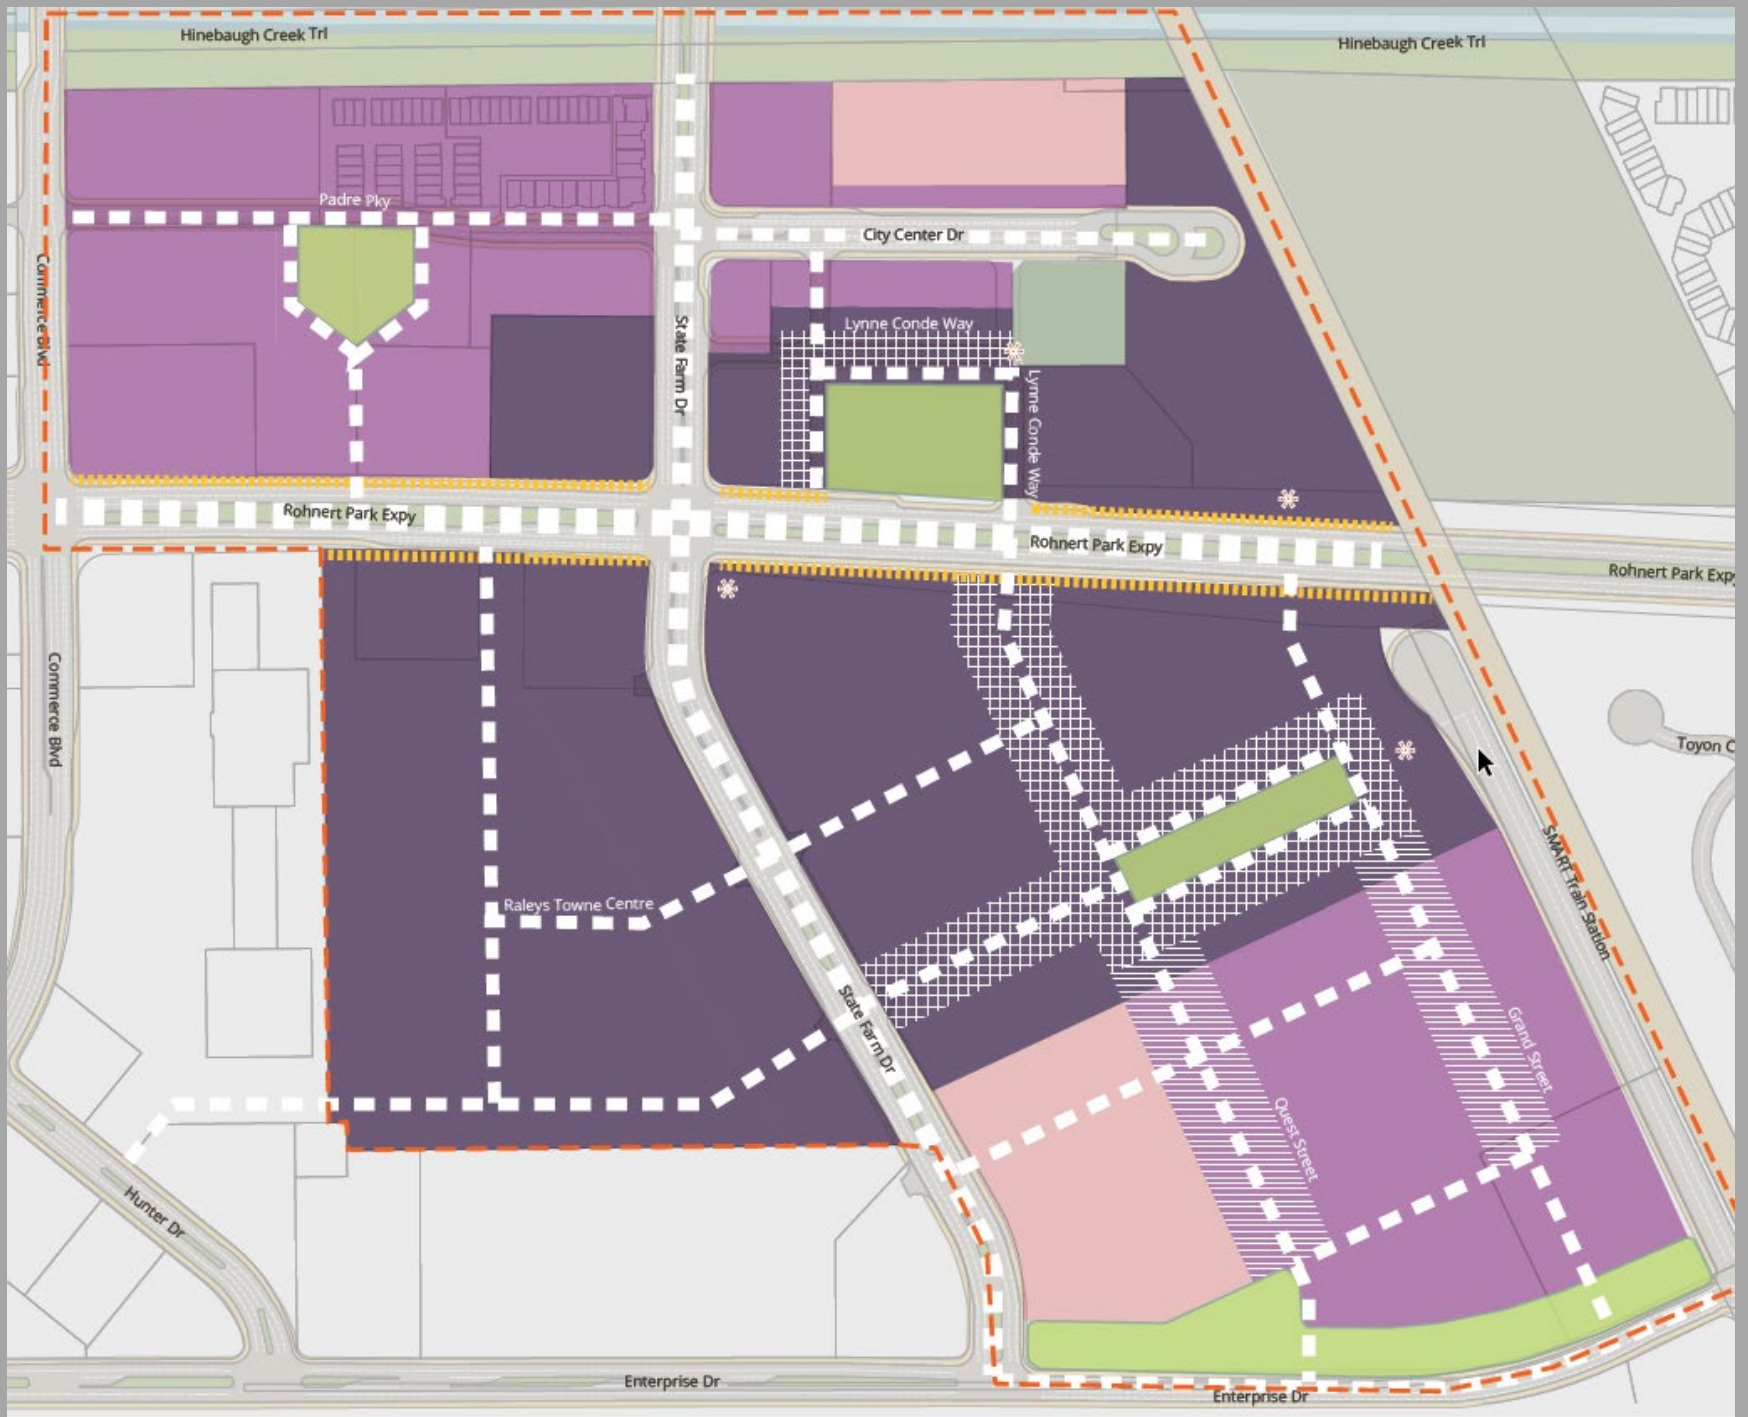 Hinebaugh Creek Trl
Hinebaugh Creek Trl
Padre Pky
City Center Dr
Commerce Blvd
State Farm Dr
Lynne Conde Way
Lynne Conde Way
Rohnert Park Expy
Rohnert Park Expy
Rohnert Park Exp
Commerce Blvd
Toyon C
SMART Train Station
Raleys Towne Centre
State Farm Dr
Grand Street
Quest Street
Hunter Dr
Enterprise Dr
Enterprise Dr